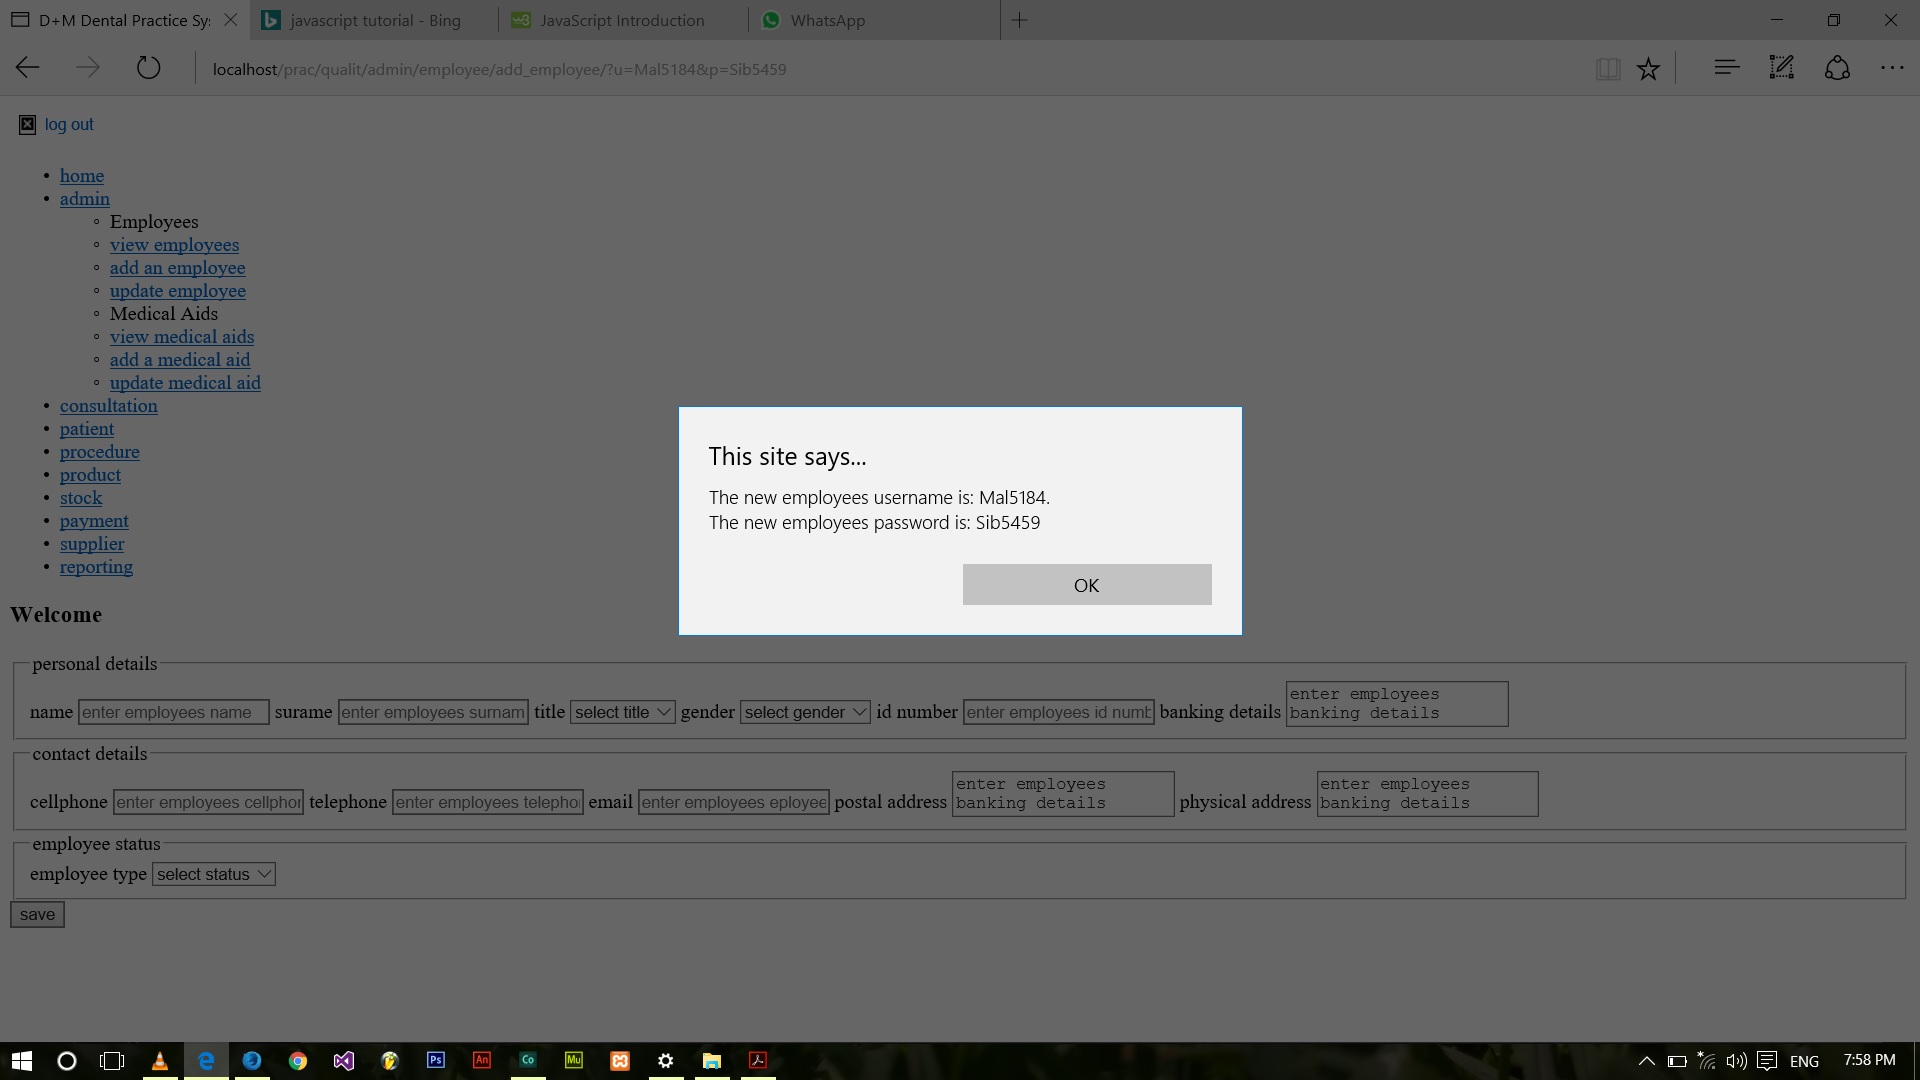 D+M Dental Practice Sy
javascript tutorial - Bing
JavaScript Introduction
WhatsApp
localhost/prac/qualit/admin/employee/add_employee/?u=Mal5184&p=Sib5459
log out
home
admin
Employees
view employees
add an employee
update employee
Medical Aids
view medical aids
add a medical aid
update medical aid
consultation
patient
procedure
product
stock
payment
supplier
reporting
This site says...
The new employees username is: Mal5184.
The new employees password is: Sib5459
OK
Welcome
personal details
name enter employees name surame enter employees surnam title select title gender select gender id number enter employees id numb banking details enter employees
banking details
contact details
cellphone enter employees cellphor telephone enter employees telepho email enter employees eployee postal address enter employees
banking details physical address enter employees
banking details
employee status
employee type select status
save
Ps An Co Mu ENG 7:58 PM